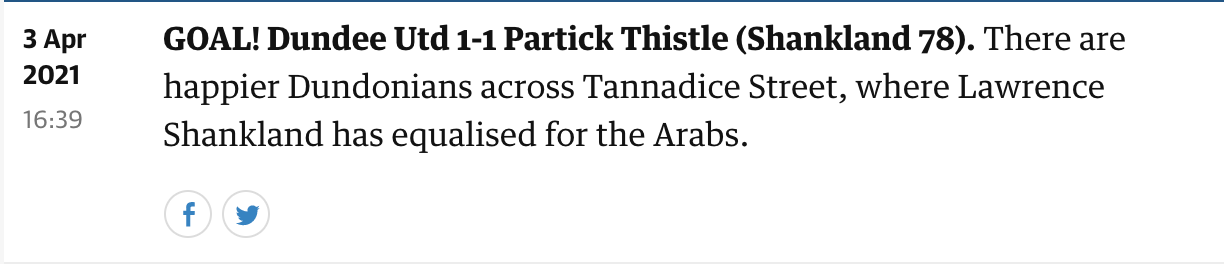 3 Apr
2021
16:39
GOAL! Dundee Utd 1-1 Partick Thistle (Shankland 78). There are
happier Dundonians across Tannadice Street, where Lawrence
Shankland has equalised for the Arabs.